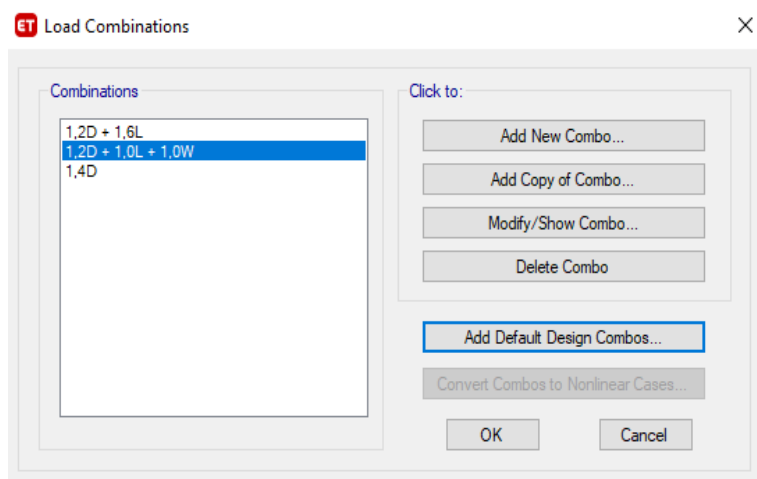 ET Load Combinations
Combinations
1,2D + 1,6L
1,2D + 1,0L + 1,0W
1,4D
Click to:
Add New Combo...
Add Copy of Combo...
Modify/Show Combo...
Delete Combo
Add Default Design Combos...
Convert Combos to Nonlinear Cases...
OK
Cancel